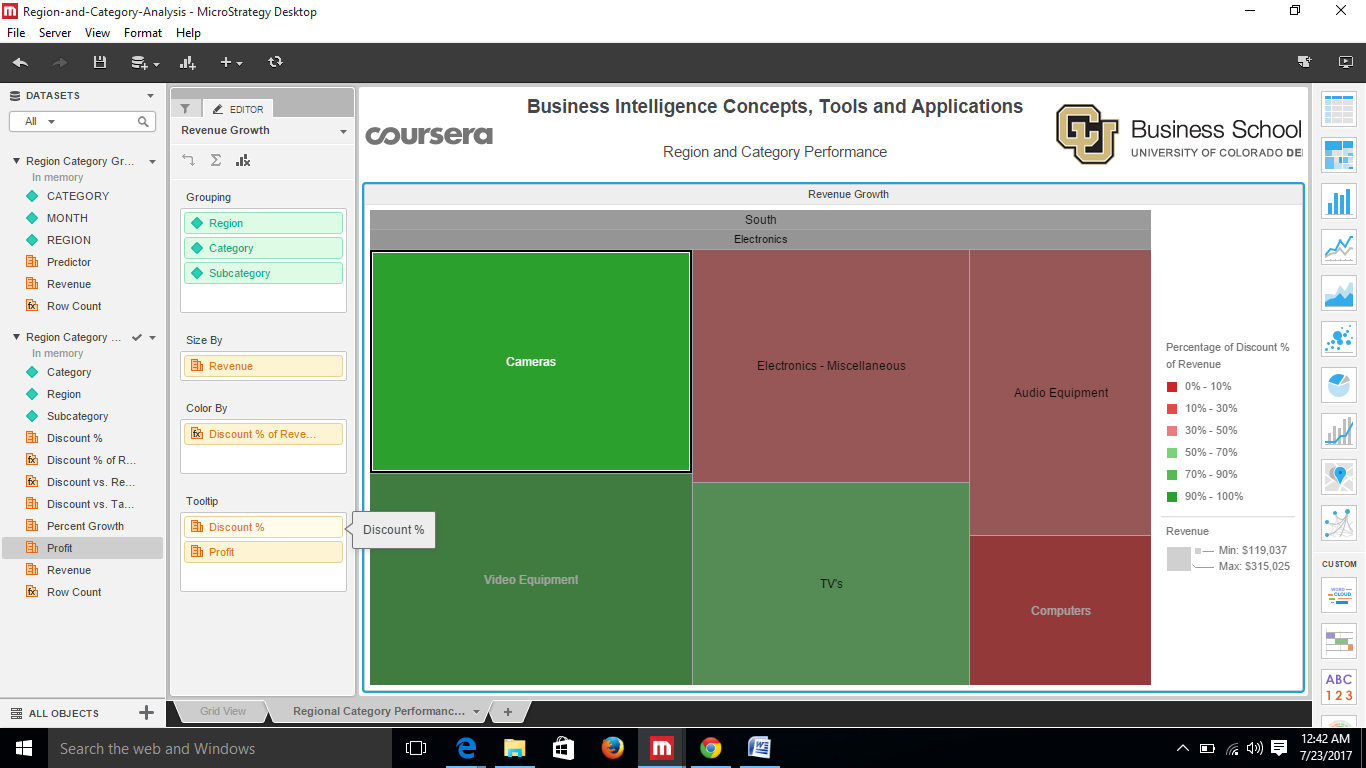 Region-and-Category-Analysis - MicroStrategy Desktop
File Server View Format Help
DATASETS
All
Region Category Gr...
In memory
CATEGORY
MONTH
REGION
Predictor
Revenue
Row Count
Region Category ...
In memory
Category
Region
Subcategory
Discount %
Discount % of R...
Discount vs. Re...
Discount vs. Ta...
Percent Growth
Profit
Revenue
Row Count
ALL OBJECTS
EDITOR
Revenue Growth
Grouping
Region
Category
Subcategory
Size By
Revenue
Color By
Discount % of Reve...
Tooltip
Discount %
Profit
Discount %
Business Intelligence Concepts, Tools and Applications
coursera
Region and Category Performance
CU
Business School
UNIVERSITY OF COLORADO DE
Revenue Growth
South
Electronics
Cameras
Electronics - Miscellaneous
Audio Equipment
Video Equipment
TV's
Computers
Percentage of Discount %
of Revenue
0% - 10%
10% - 30%
30% - 50%
50% - 70%
70% - 90%
90% - 100%
Revenue
Min: $119,037
Max: $315,025
CUSTOM
WORD
CLOUD
ABC
123
Grid View
Regional Category Performanc...
Search the web and Windows
12:42 AM
7/23/2017